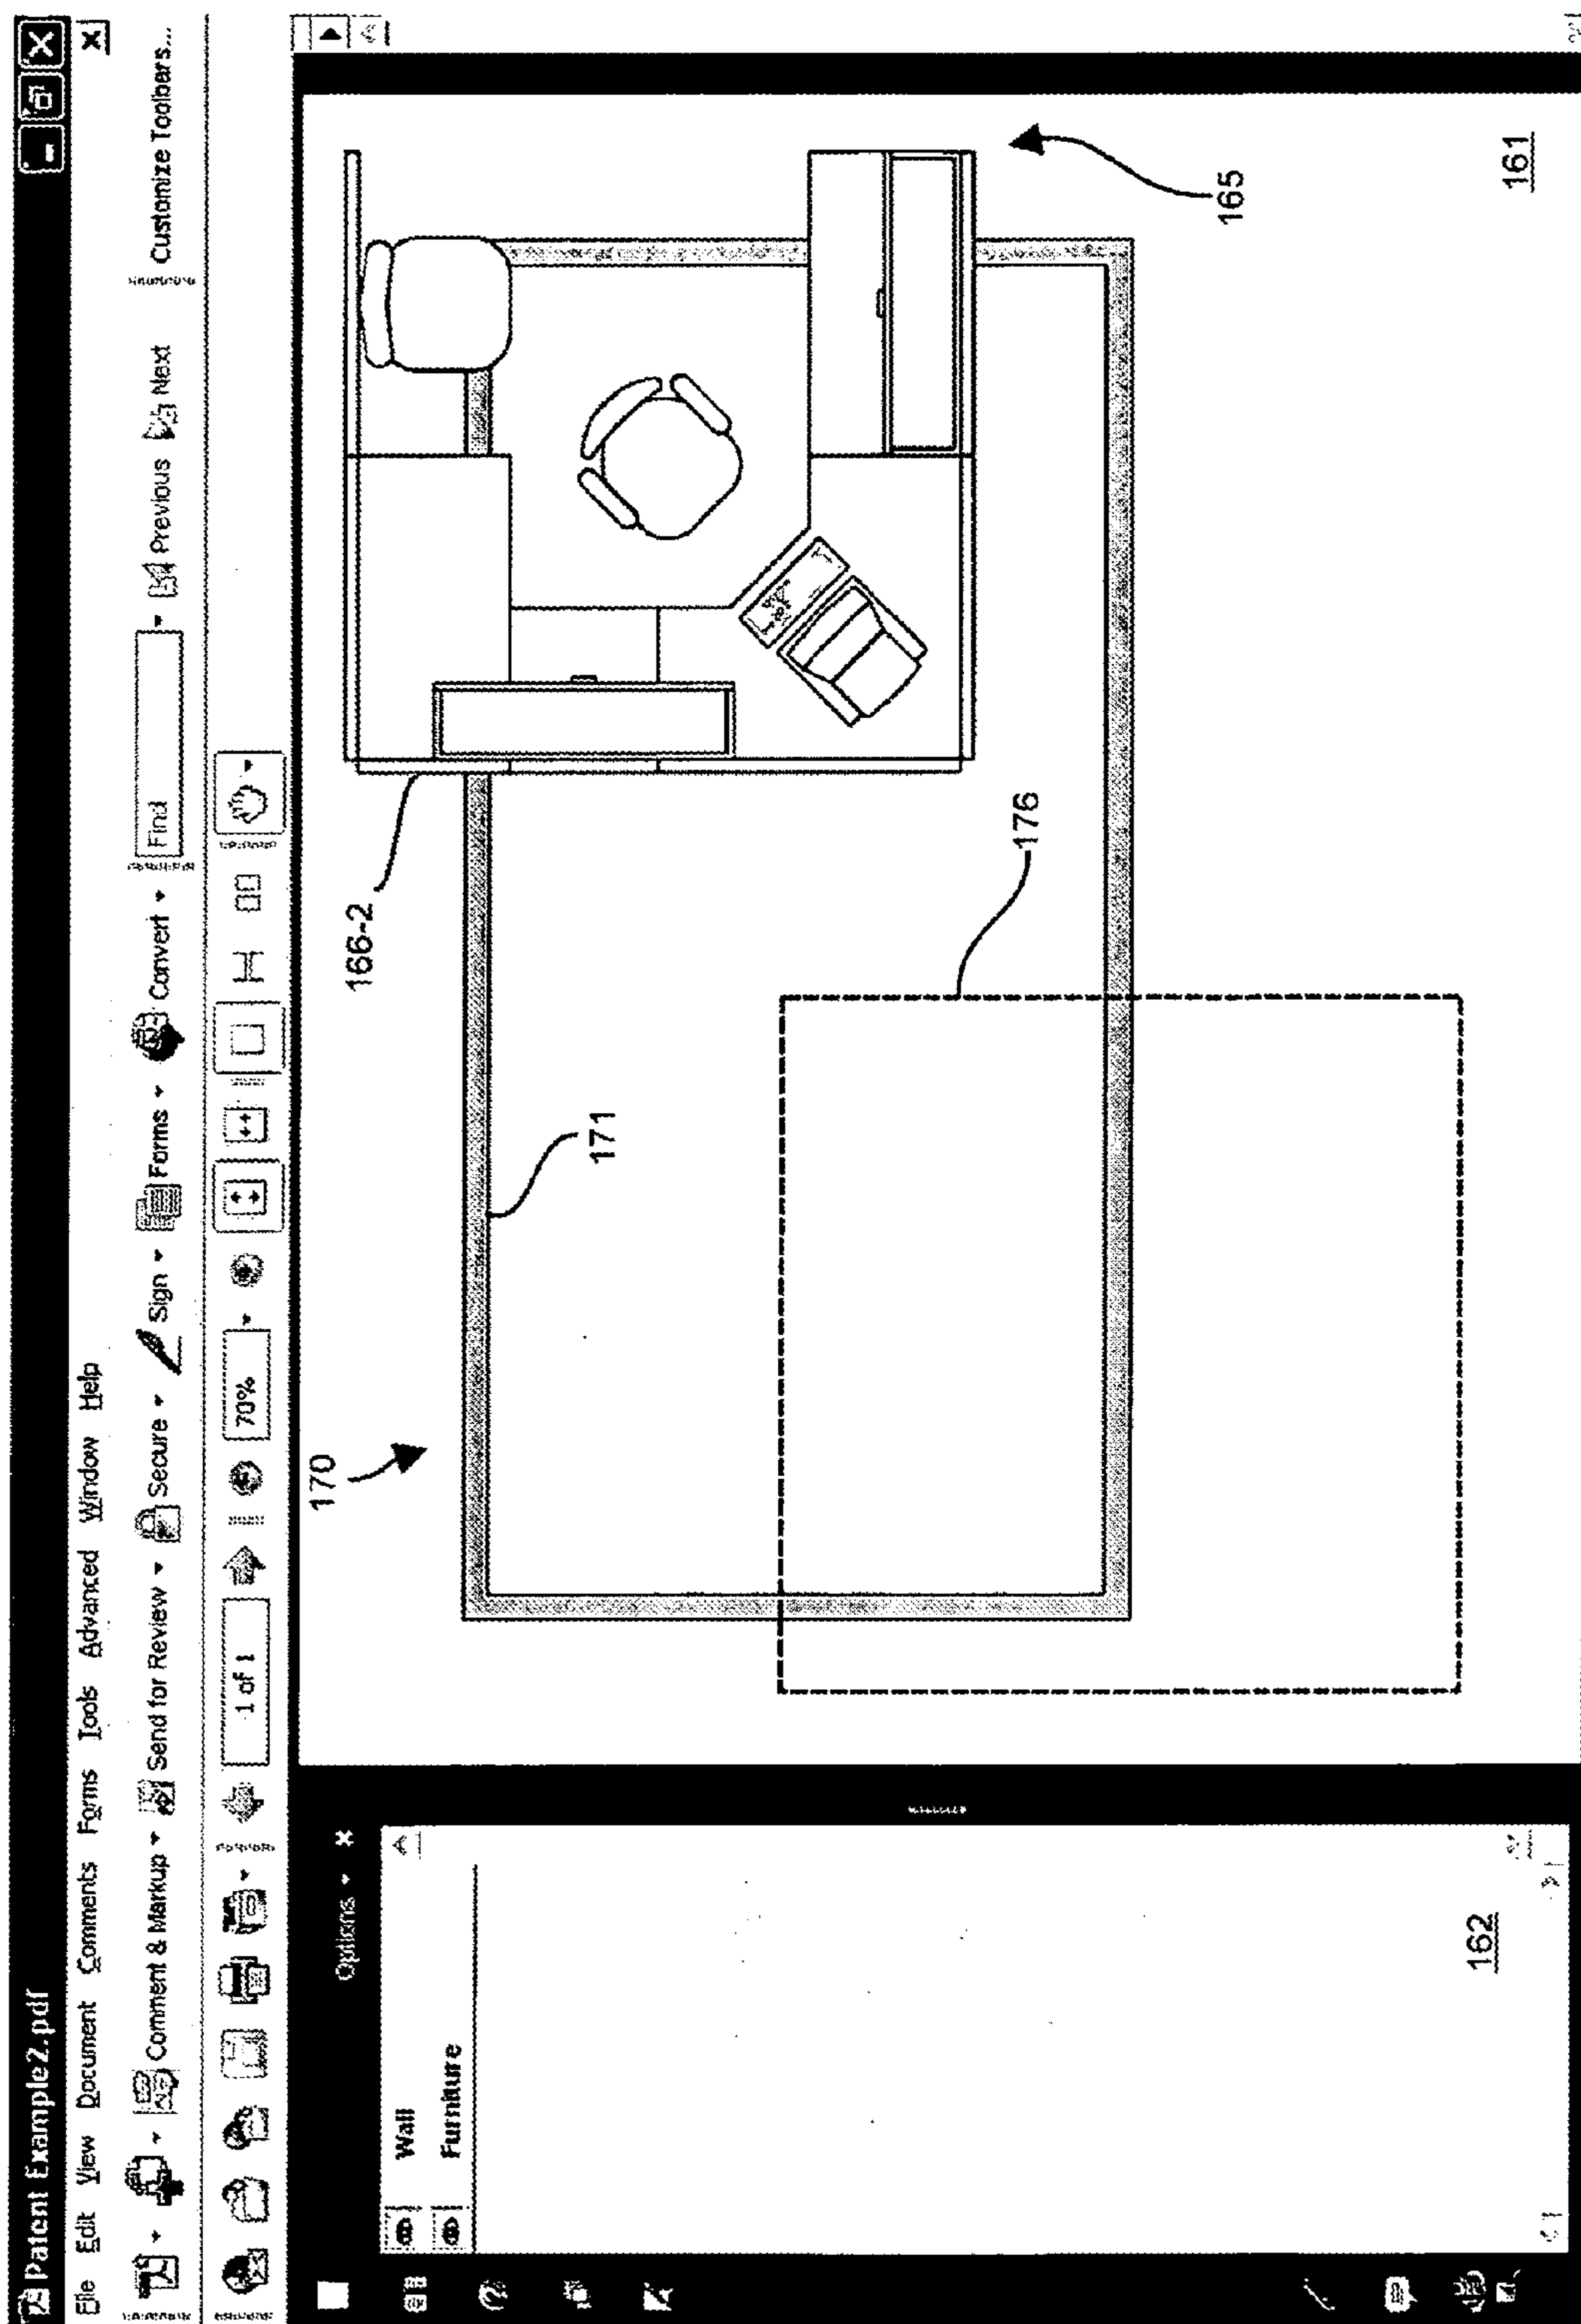 Patent Example2.pdf
File Edit View Document Comments Forms Tools Advanced Window Help
Comment & Markup Send for Review Secure Sign Forms Convert Find Previous Next Customize Toolbars...
1 of 1 70%
Options
Wall
Furniture
162
170
171
166-2
176
165
161